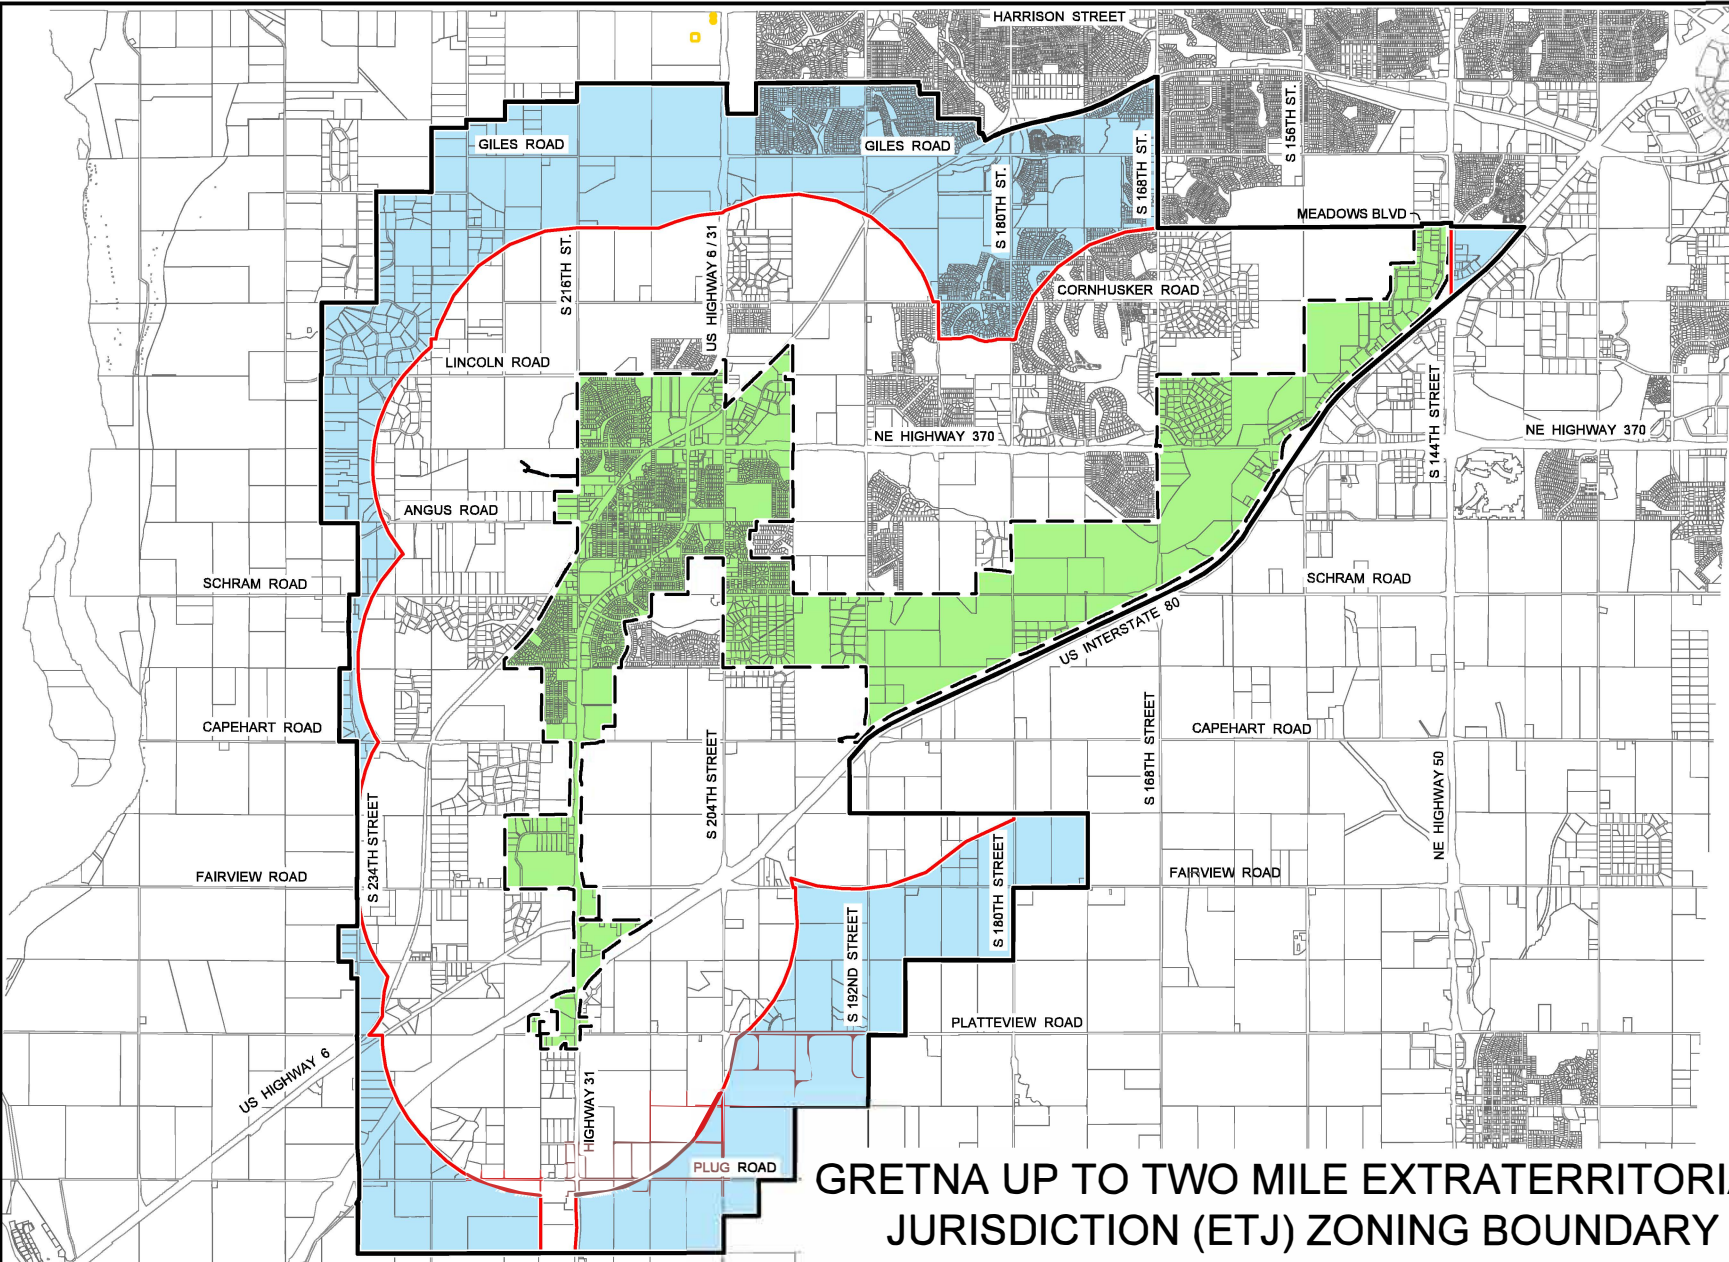 HARRISON STREET
GILES ROAD
GILES ROAD
S 156TH ST.
S 168TH ST.
S 180TH ST.
MEADOWS BLVD
US HIGHWAY 6 / 31
S 216TH ST.
CORNHUSKER ROAD
LINCOLN ROAD
S 144TH STREET
NE HIGHWAY 370
NE HIGHWAY 370
ANGUS ROAD
SCHRAM ROAD
SCHRAM ROAD
US INTERSTATE 80
CAPEHART ROAD
CAPEHART ROAD
S 204TH STREET
S 168TH STREET
NE HIGHWAY 50
S 234TH STREET
FAIRVIEW ROAD
FAIRVIEW ROAD
S 180TH STREET
S 192ND STREET
PLATTEVIEW ROAD
US HIGHWAY 6
HIGHWAY 31
PLUG ROAD
GRETNA UP TO TWO MILE EXTRATERRITORIA
JURISDICTION (ETJ) ZONING BOUNDARY